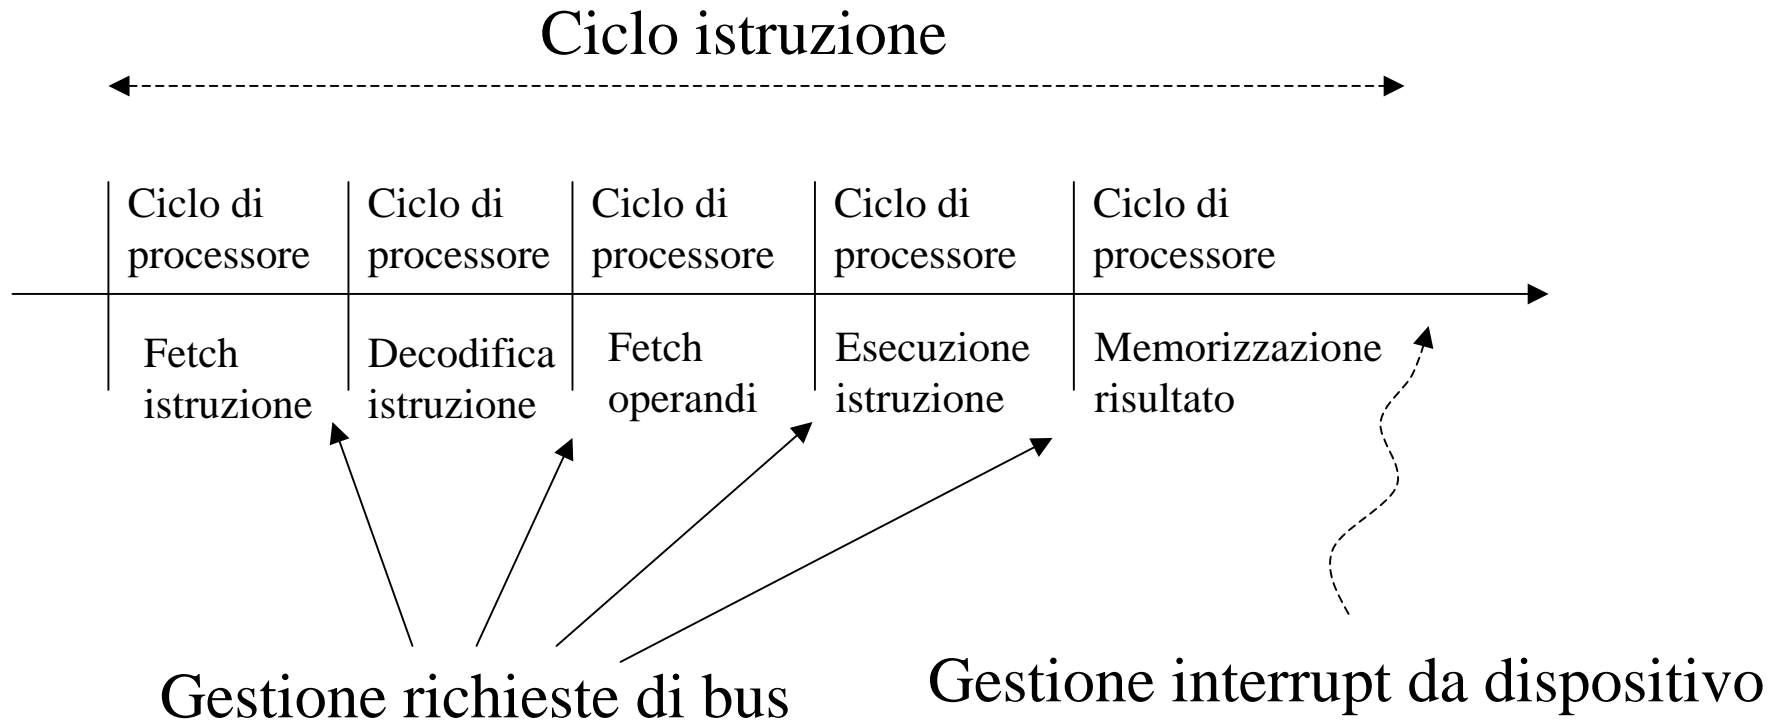 Ciclo istruzione
Ciclo di
processore
Ciclo di
processore
Ciclo di
processore
Ciclo di
processore
Ciclo di
processore
Fetch
istruzione
Decodifica
istruzione
Fetch
operandi
Esecuzione
istruzione
Memorizzazione
risultato
Gestione richieste di bus
Gestione interrupt da dispositivo